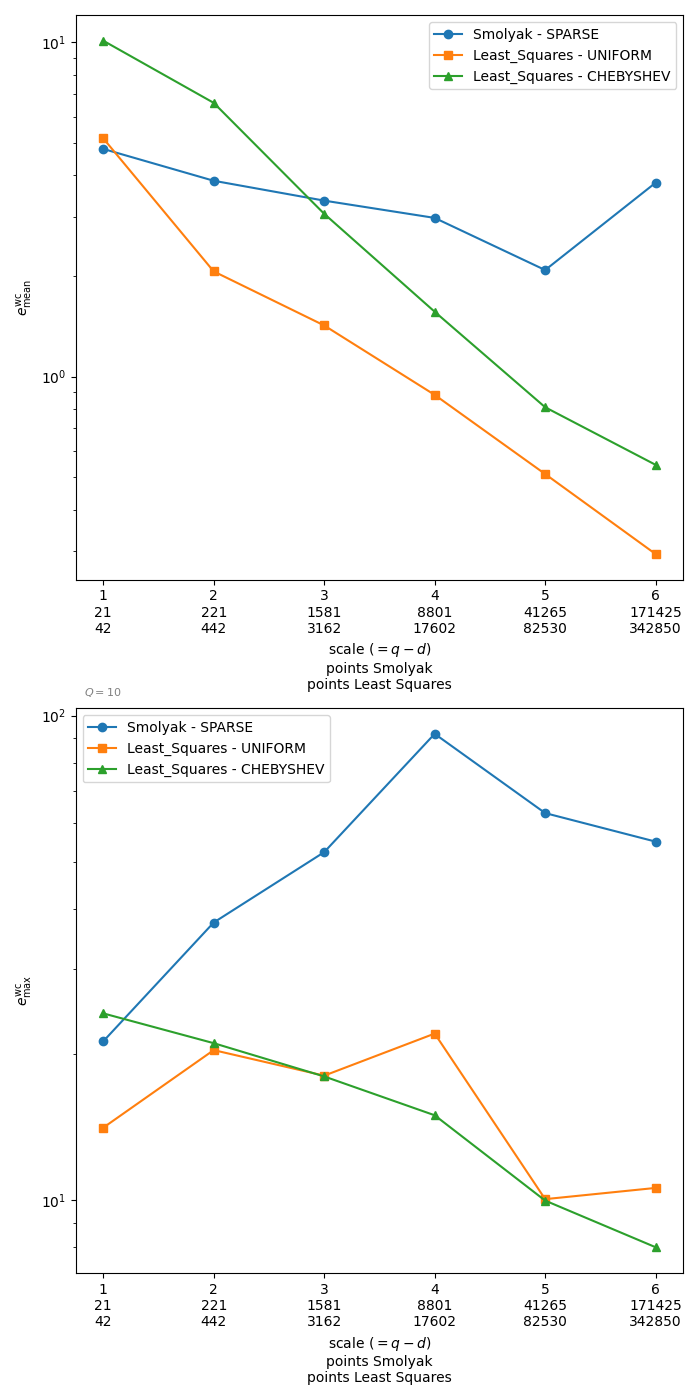 10¹
10⁰
e^wc_mean
Smolyak - SPARSE
Least_Squares - UNIFORM
Least_Squares - CHEBYSHEV
1 2 3 4 5 6
21 221 1581 8801 41265 171425
42 442 3162 17602 82530 342850
scale (= q − d)
points Smolyak
points Least Squares
Q = 10
10²
10¹
e^wc_max
Smolyak - SPARSE
Least_Squares - UNIFORM
Least_Squares - CHEBYSHEV
1 2 3 4 5 6
21 221 1581 8801 41265 171425
42 442 3162 17602 82530 342850
scale (= q − d)
points Smolyak
points Least Squares